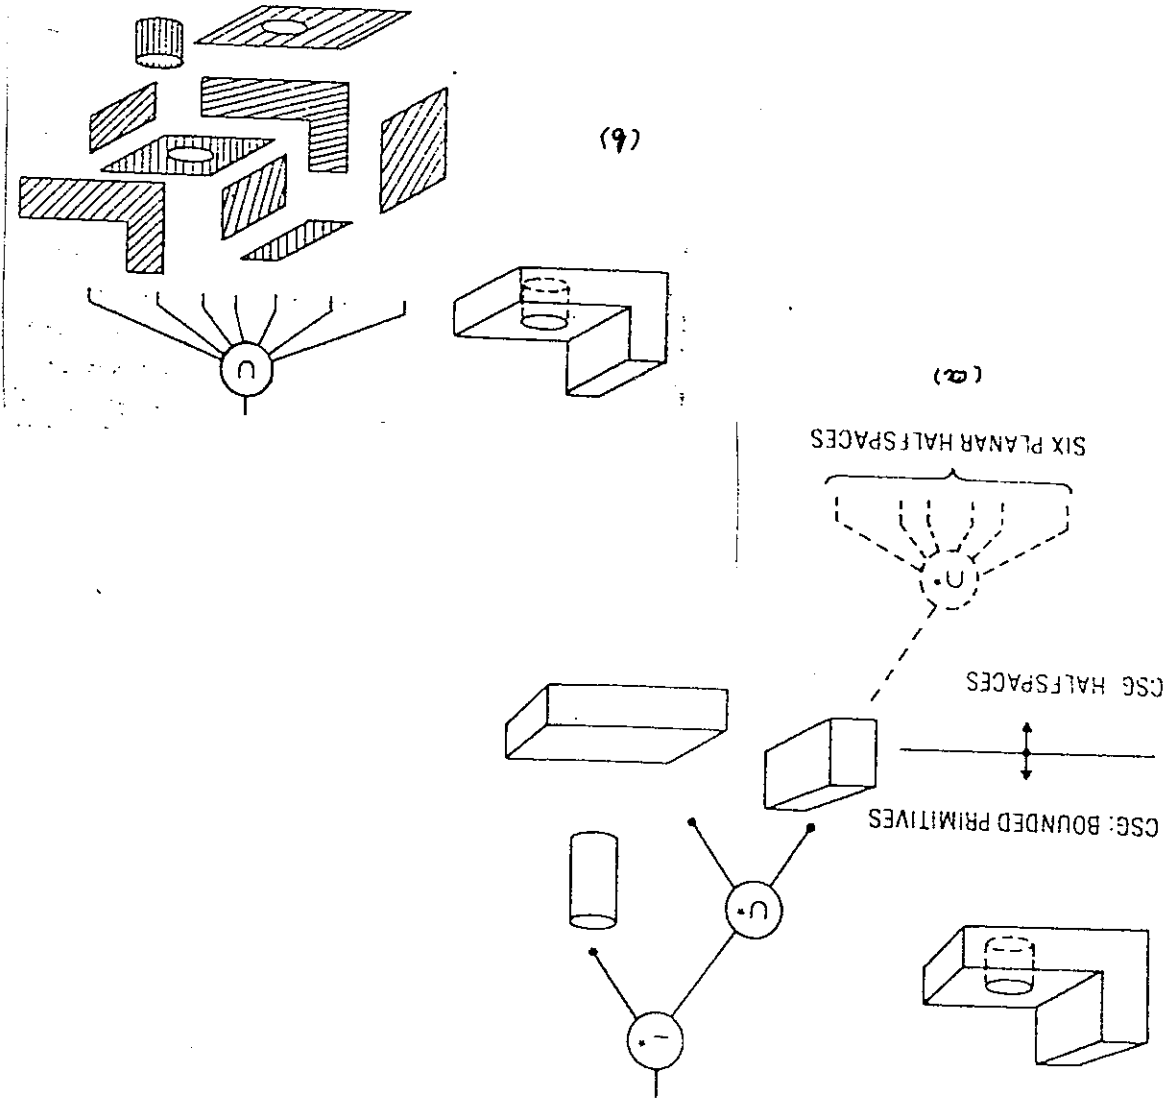 −*
∪*
CSG: BOUNDED PRIMITIVES
CSG HALFSPACES
∩*
SIX PLANAR HALFSPACES
(a)
∪
(b)